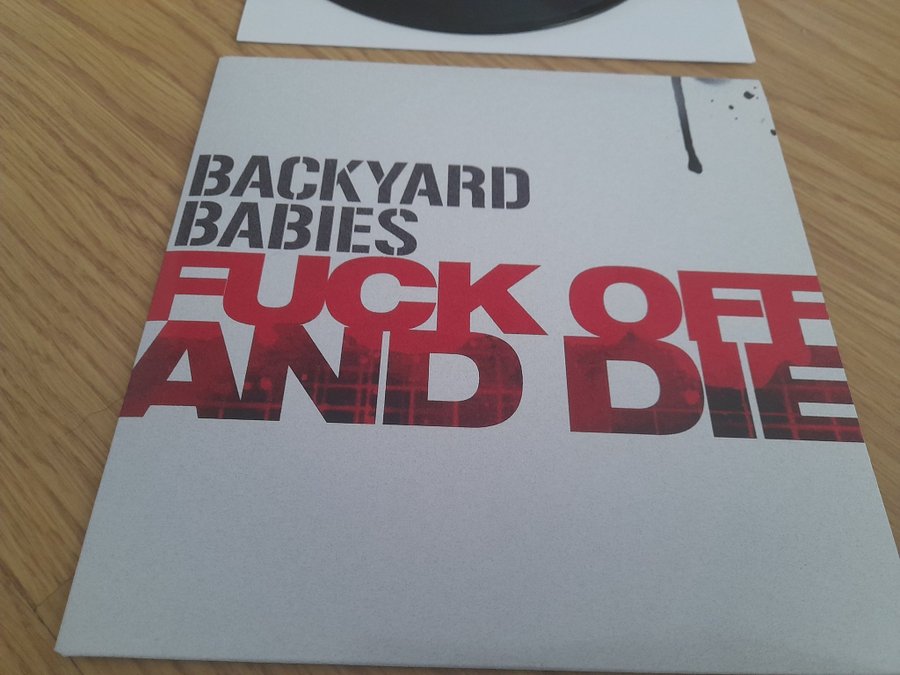 BACKYARD
BABIES
FUCK OFF
AND DIE